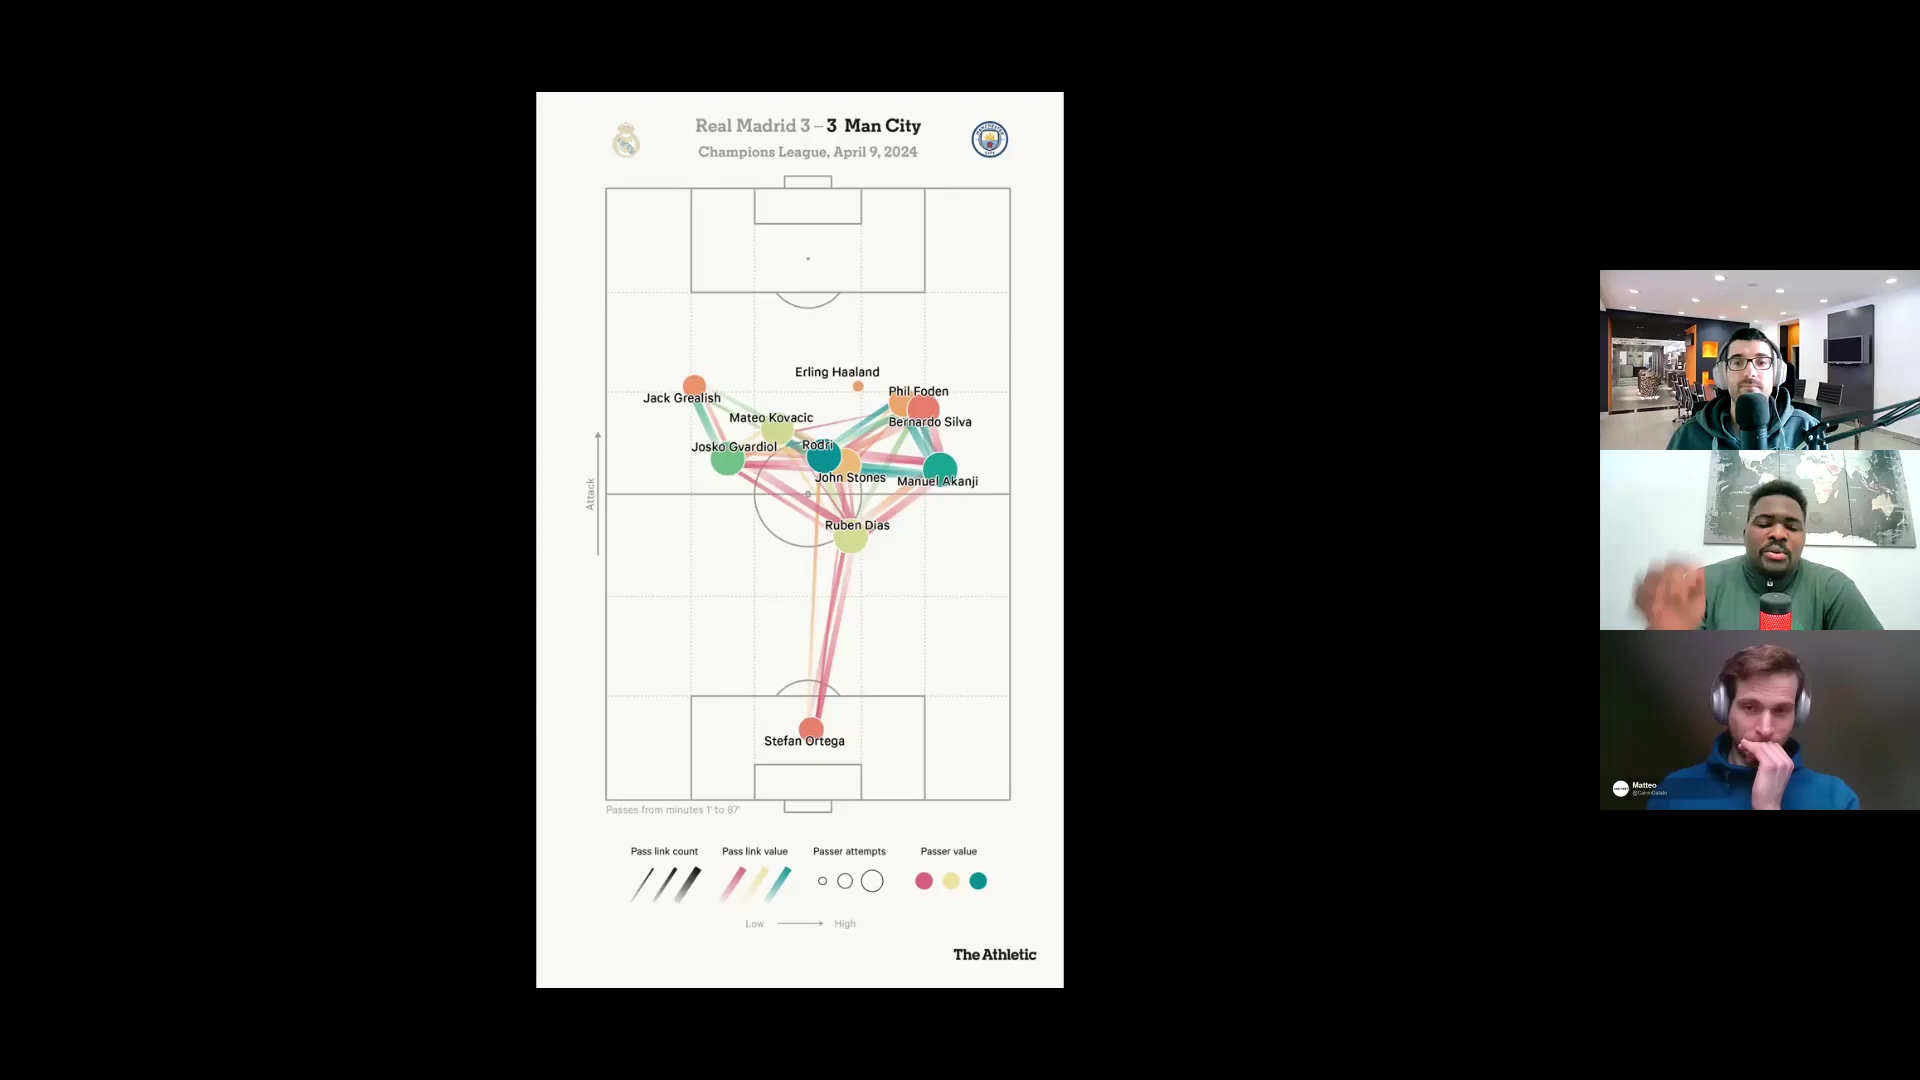 Real Madrid 3 – 3 Man City
Champions League, April 9, 2024
MANCHESTER
CITY
Erling Haaland
Jack Grealish
Phil Foden
Mateo Kovacic
Bernardo Silva
Josko Gvardiol
Rodri
John Stones
Manuel Akanji
Attack
Ruben Dias
Stefan Ortega
Passes from minutes 1' to 87'
Pass link count
Pass link value
Passer attempts
Passer value
Low
High
The Athletic
Matteo